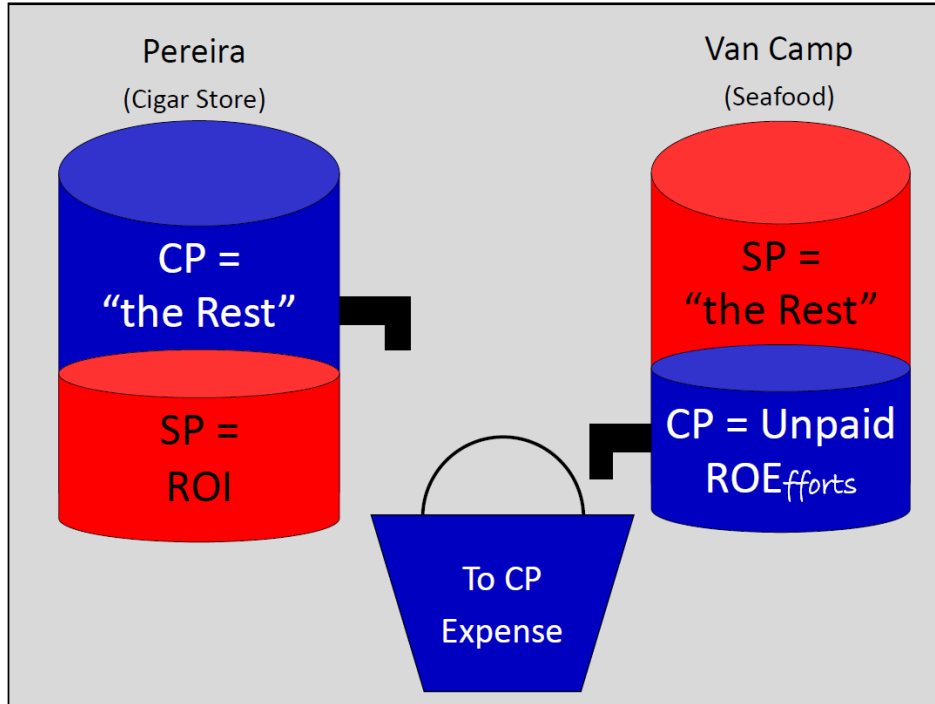 Pereira
(Cigar Store)
CP =
“the Rest”
SP =
ROI
Van Camp
(Seafood)
SP =
“the Rest”
CP = Unpaid
ROEfforts
To CP
Expense